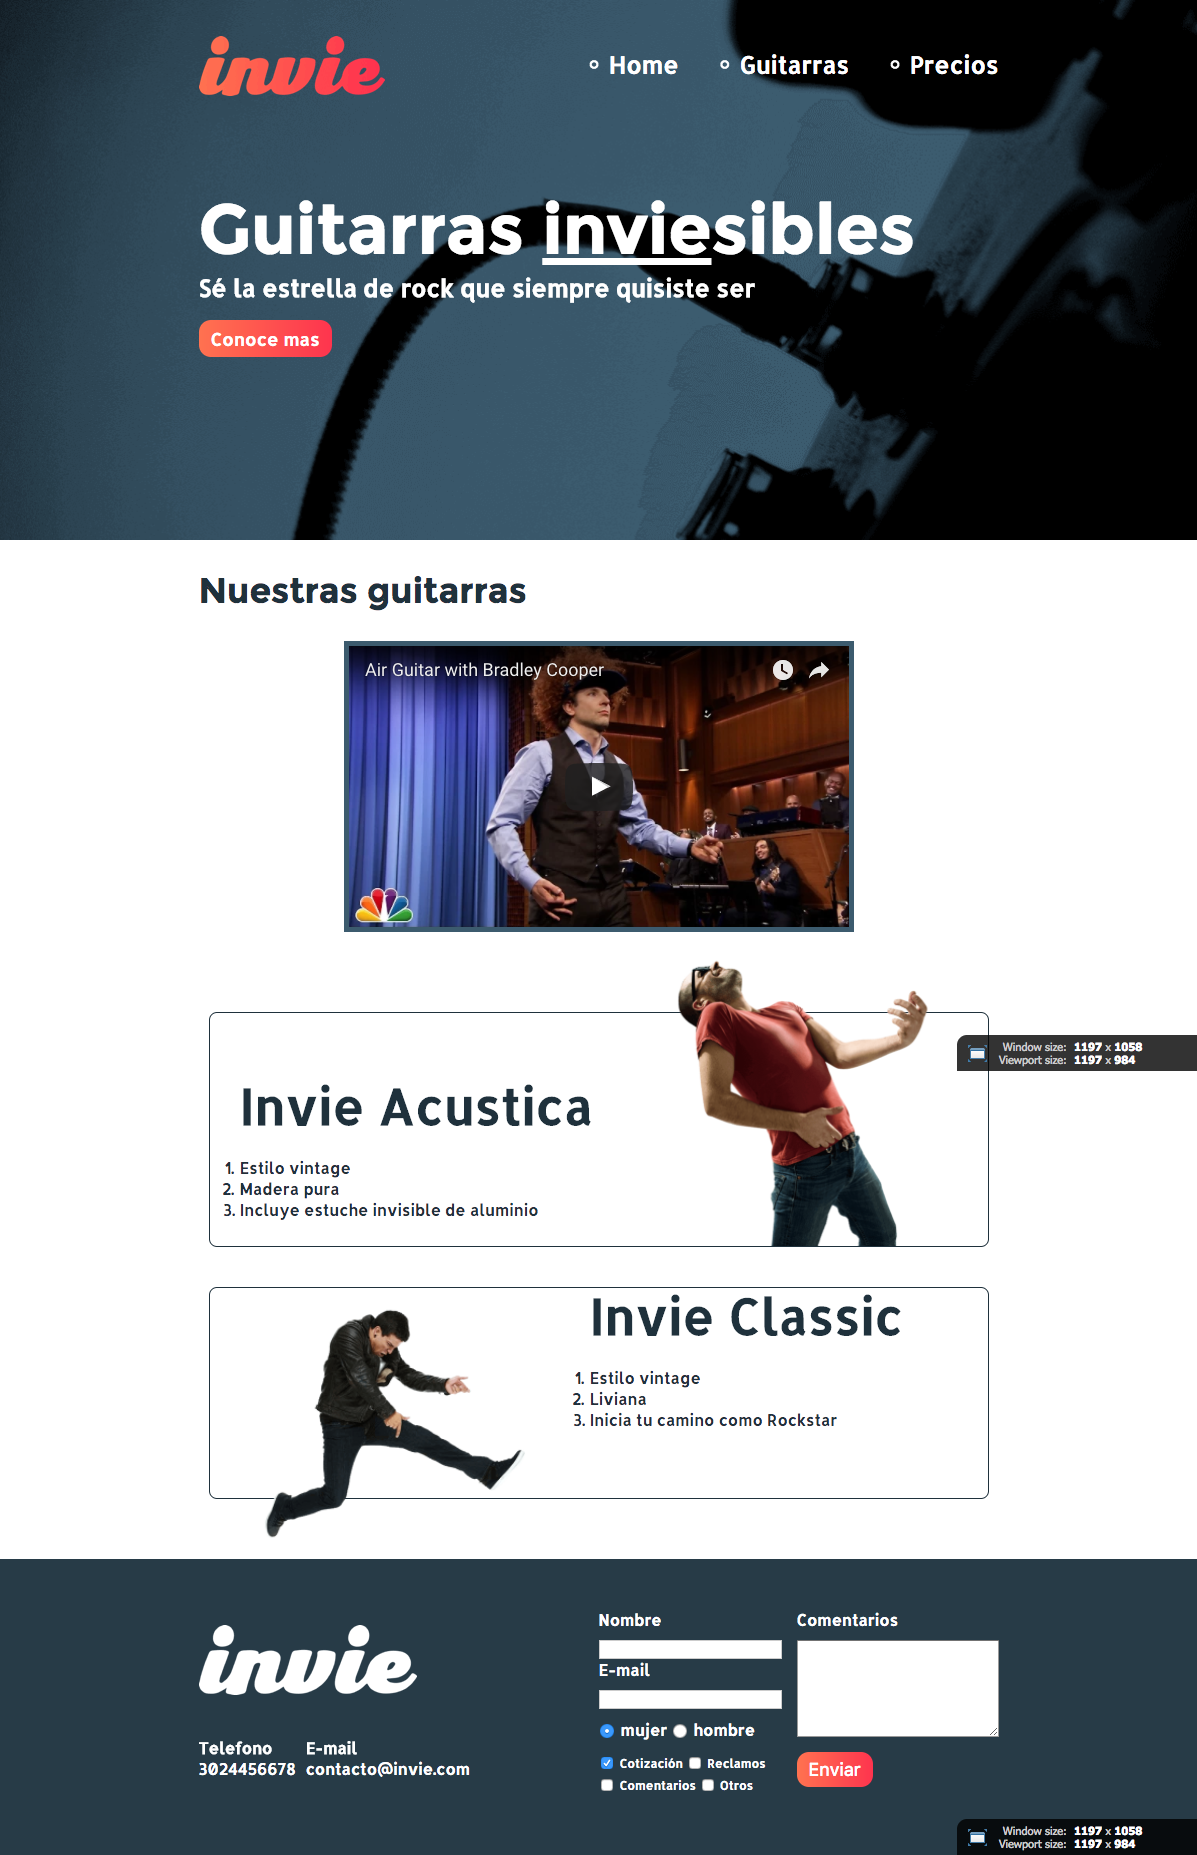 invie
Home
Guitarras
Precios
Guitarras inviesibles
Sé la estrella de rock que siempre quisiste ser
Conoce mas
Nuestras guitarras
Air Guitar with Bradley Cooper
Invie Acustica
1. Estilo vintage
2. Madera pura
3. Incluye estuche invisible de aluminio
Window size: 1197 x 1058
Viewport size: 1197 x 984
Invie Classic
1. Estilo vintage
2. Liviana
3. Inicia tu camino como Rockstar
invie
Telefono
3024456678
E-mail
contacto@invie.com
Nombre
E-mail
mujer hombre
Cotización Reclamos
Comentarios Otros
Comentarios
Enviar
Window size: 1197 x 1058
Viewport size: 1197 x 984